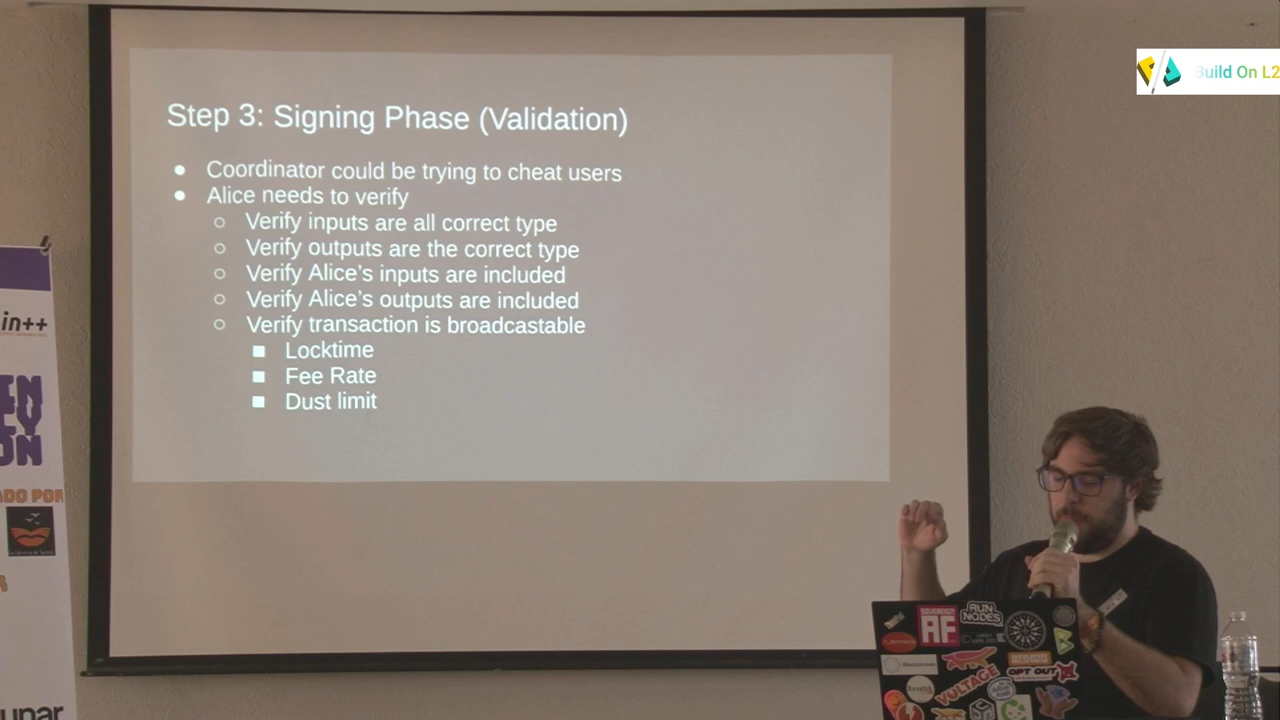 Build On L2
Step 3: Signing Phase (Validation)
● Coordinator could be trying to cheat users
● Alice needs to verify
○ Verify inputs are all correct type
○ Verify outputs are the correct type
○ Verify Alice's inputs are included
○ Verify Alice's outputs are included
○ Verify transaction is broadcastable
■ Locktime
■ Fee Rate
■ Dust limit
in++
ADO POR
SOVEREIGN
AF
RUN
NODES
VULTAGE
OPT OUT